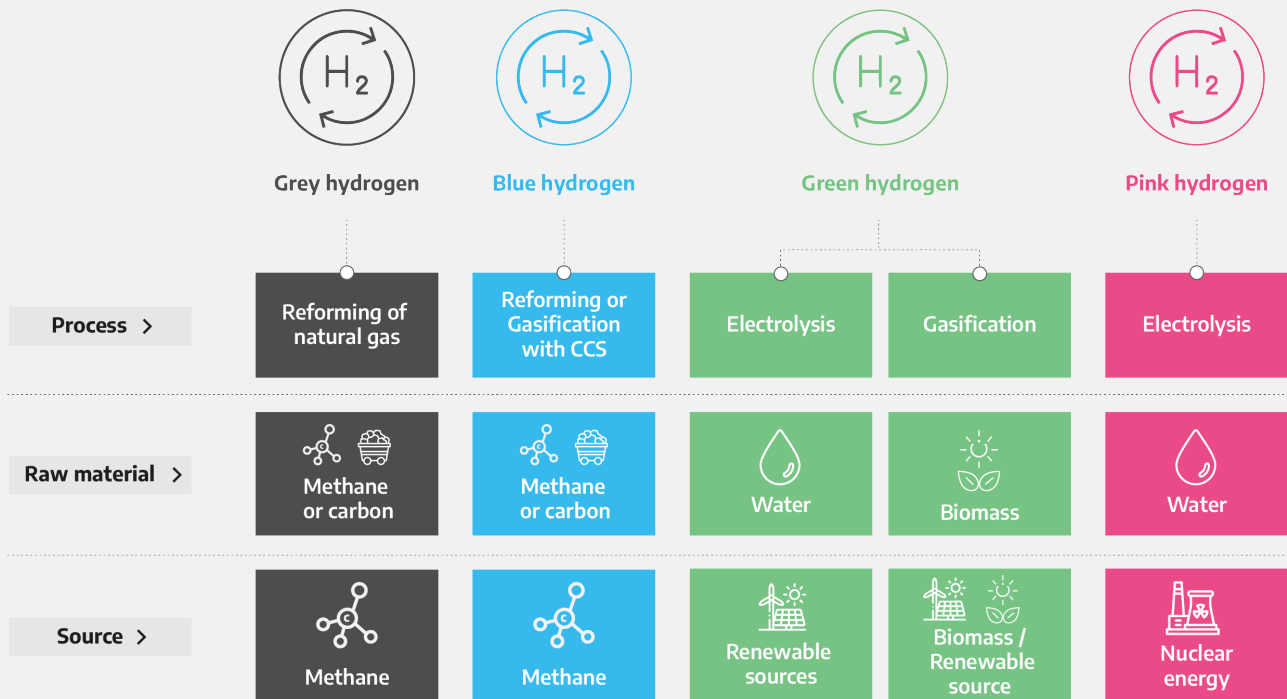 H2
H2
H2
H2
Grey hydrogen
Blue hydrogen
Green hydrogen
Pink hydrogen
Process
Reforming of
natural gas
Reforming or
Gasification
with CCS
Electrolysis
Gasification
Electrolysis
Raw material
C
Methane
or carbon
C
Methane
or carbon
Water
Biomass
Water
Source
C
Methane
C
Methane
Renewable
sources
Biomass /
Renewable
source
Nuclear
energy